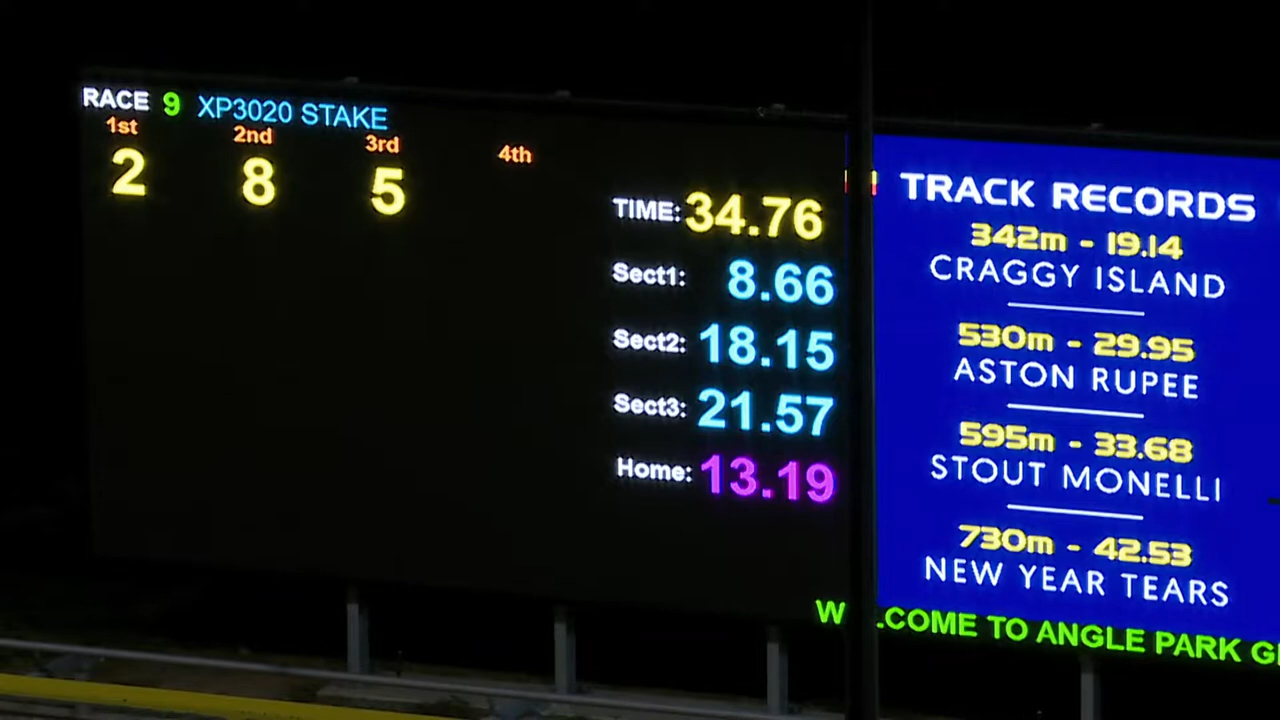 RACE 9 XP3020 STAKE
1st 2nd 3rd 4th
2 8 5
TIME: 34.76
Sect1: 8.66
Sect2: 18.15
Sect3: 21.57
Home: 13.19
TRACK RECORDS
342m - 19.14
CRAGGY ISLAND
530m - 29.95
ASTON RUPEE
595m - 33.68
STOUT MONELLI
730m - 42.53
NEW YEAR TEARS
TO ANGLE PARK